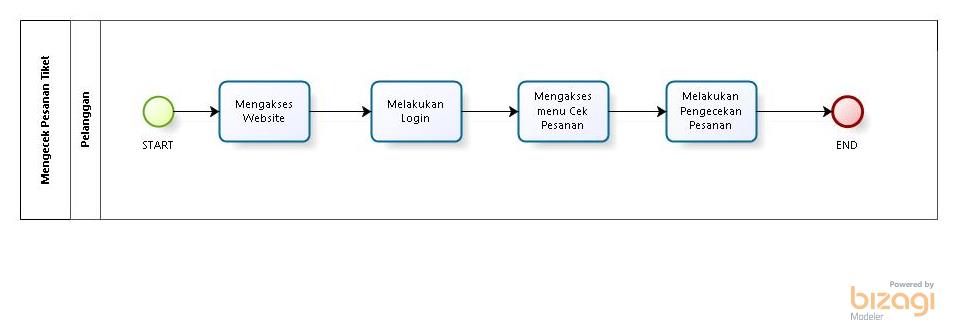 Mengecek Pesanan Tiket
Pelanggan
START
Mengakses
Website
Melakukan
Login
Mengakses
menu Cek
Pesanan
Melakukan
Pengecekan
Pesanan
END
Powered by
bizagi
Modeler